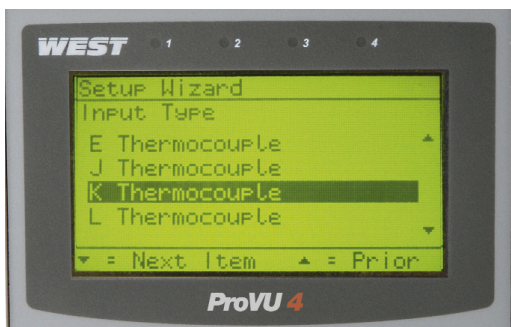 WEST 1 2 3 4
Setup Wizard
Input Type
E Thermocouple
J Thermocouple
K Thermocouple
L Thermocouple
▼ = Next Item ▲ = Prior
ProVU 4